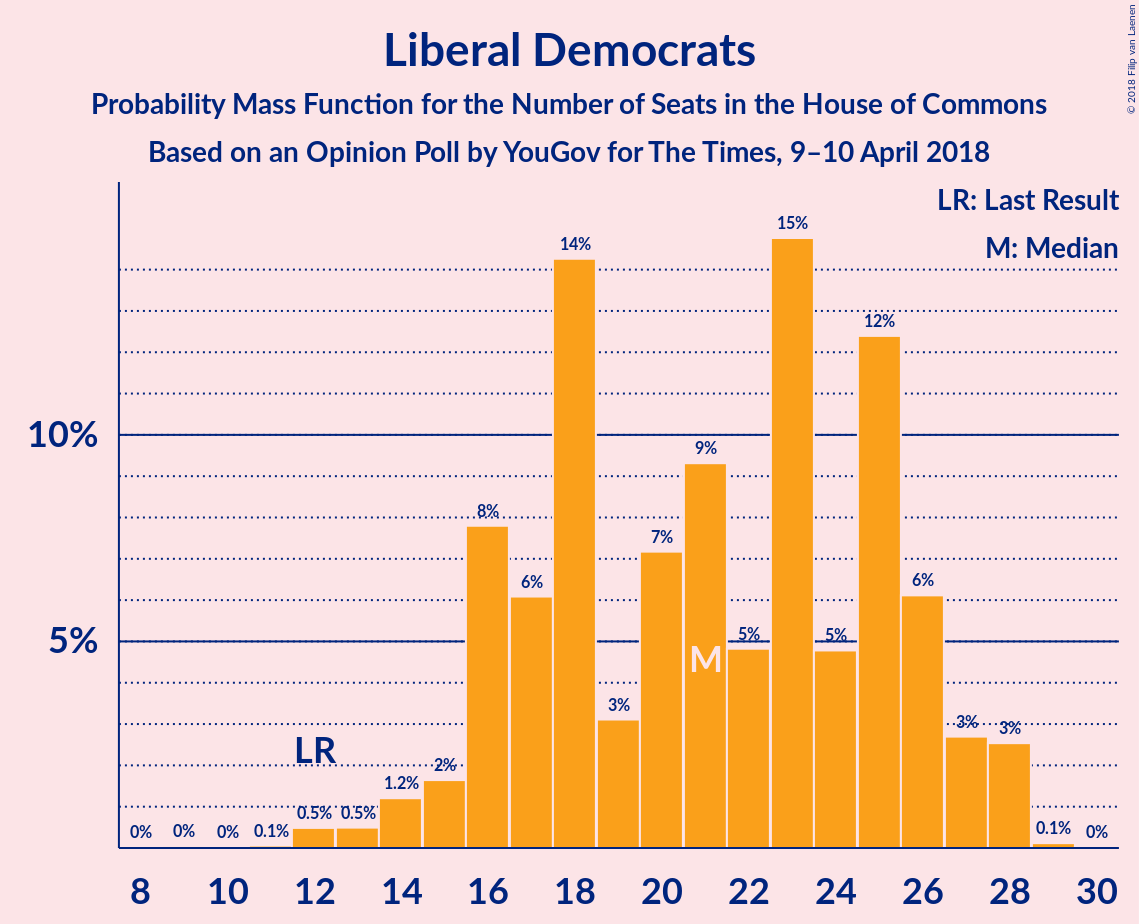 © 2018 Filip van Laenen
Liberal Democrats
Probability Mass Function for the Number of Seats in the House of Commons
Based on an Opinion Poll by YouGov for The Times, 9–10 April 2018
LR: Last Result
M: Median
10%
5%
0% 0% 0% 0.1% 0.5% 0.5% 1.2% 2% 8% 6% 14% 3% 7% 9% 5% 15% 5% 12% 6% 3% 3% 0.1% 0%
LR
M
8 10 12 14 16 18 20 22 24 26 28 30